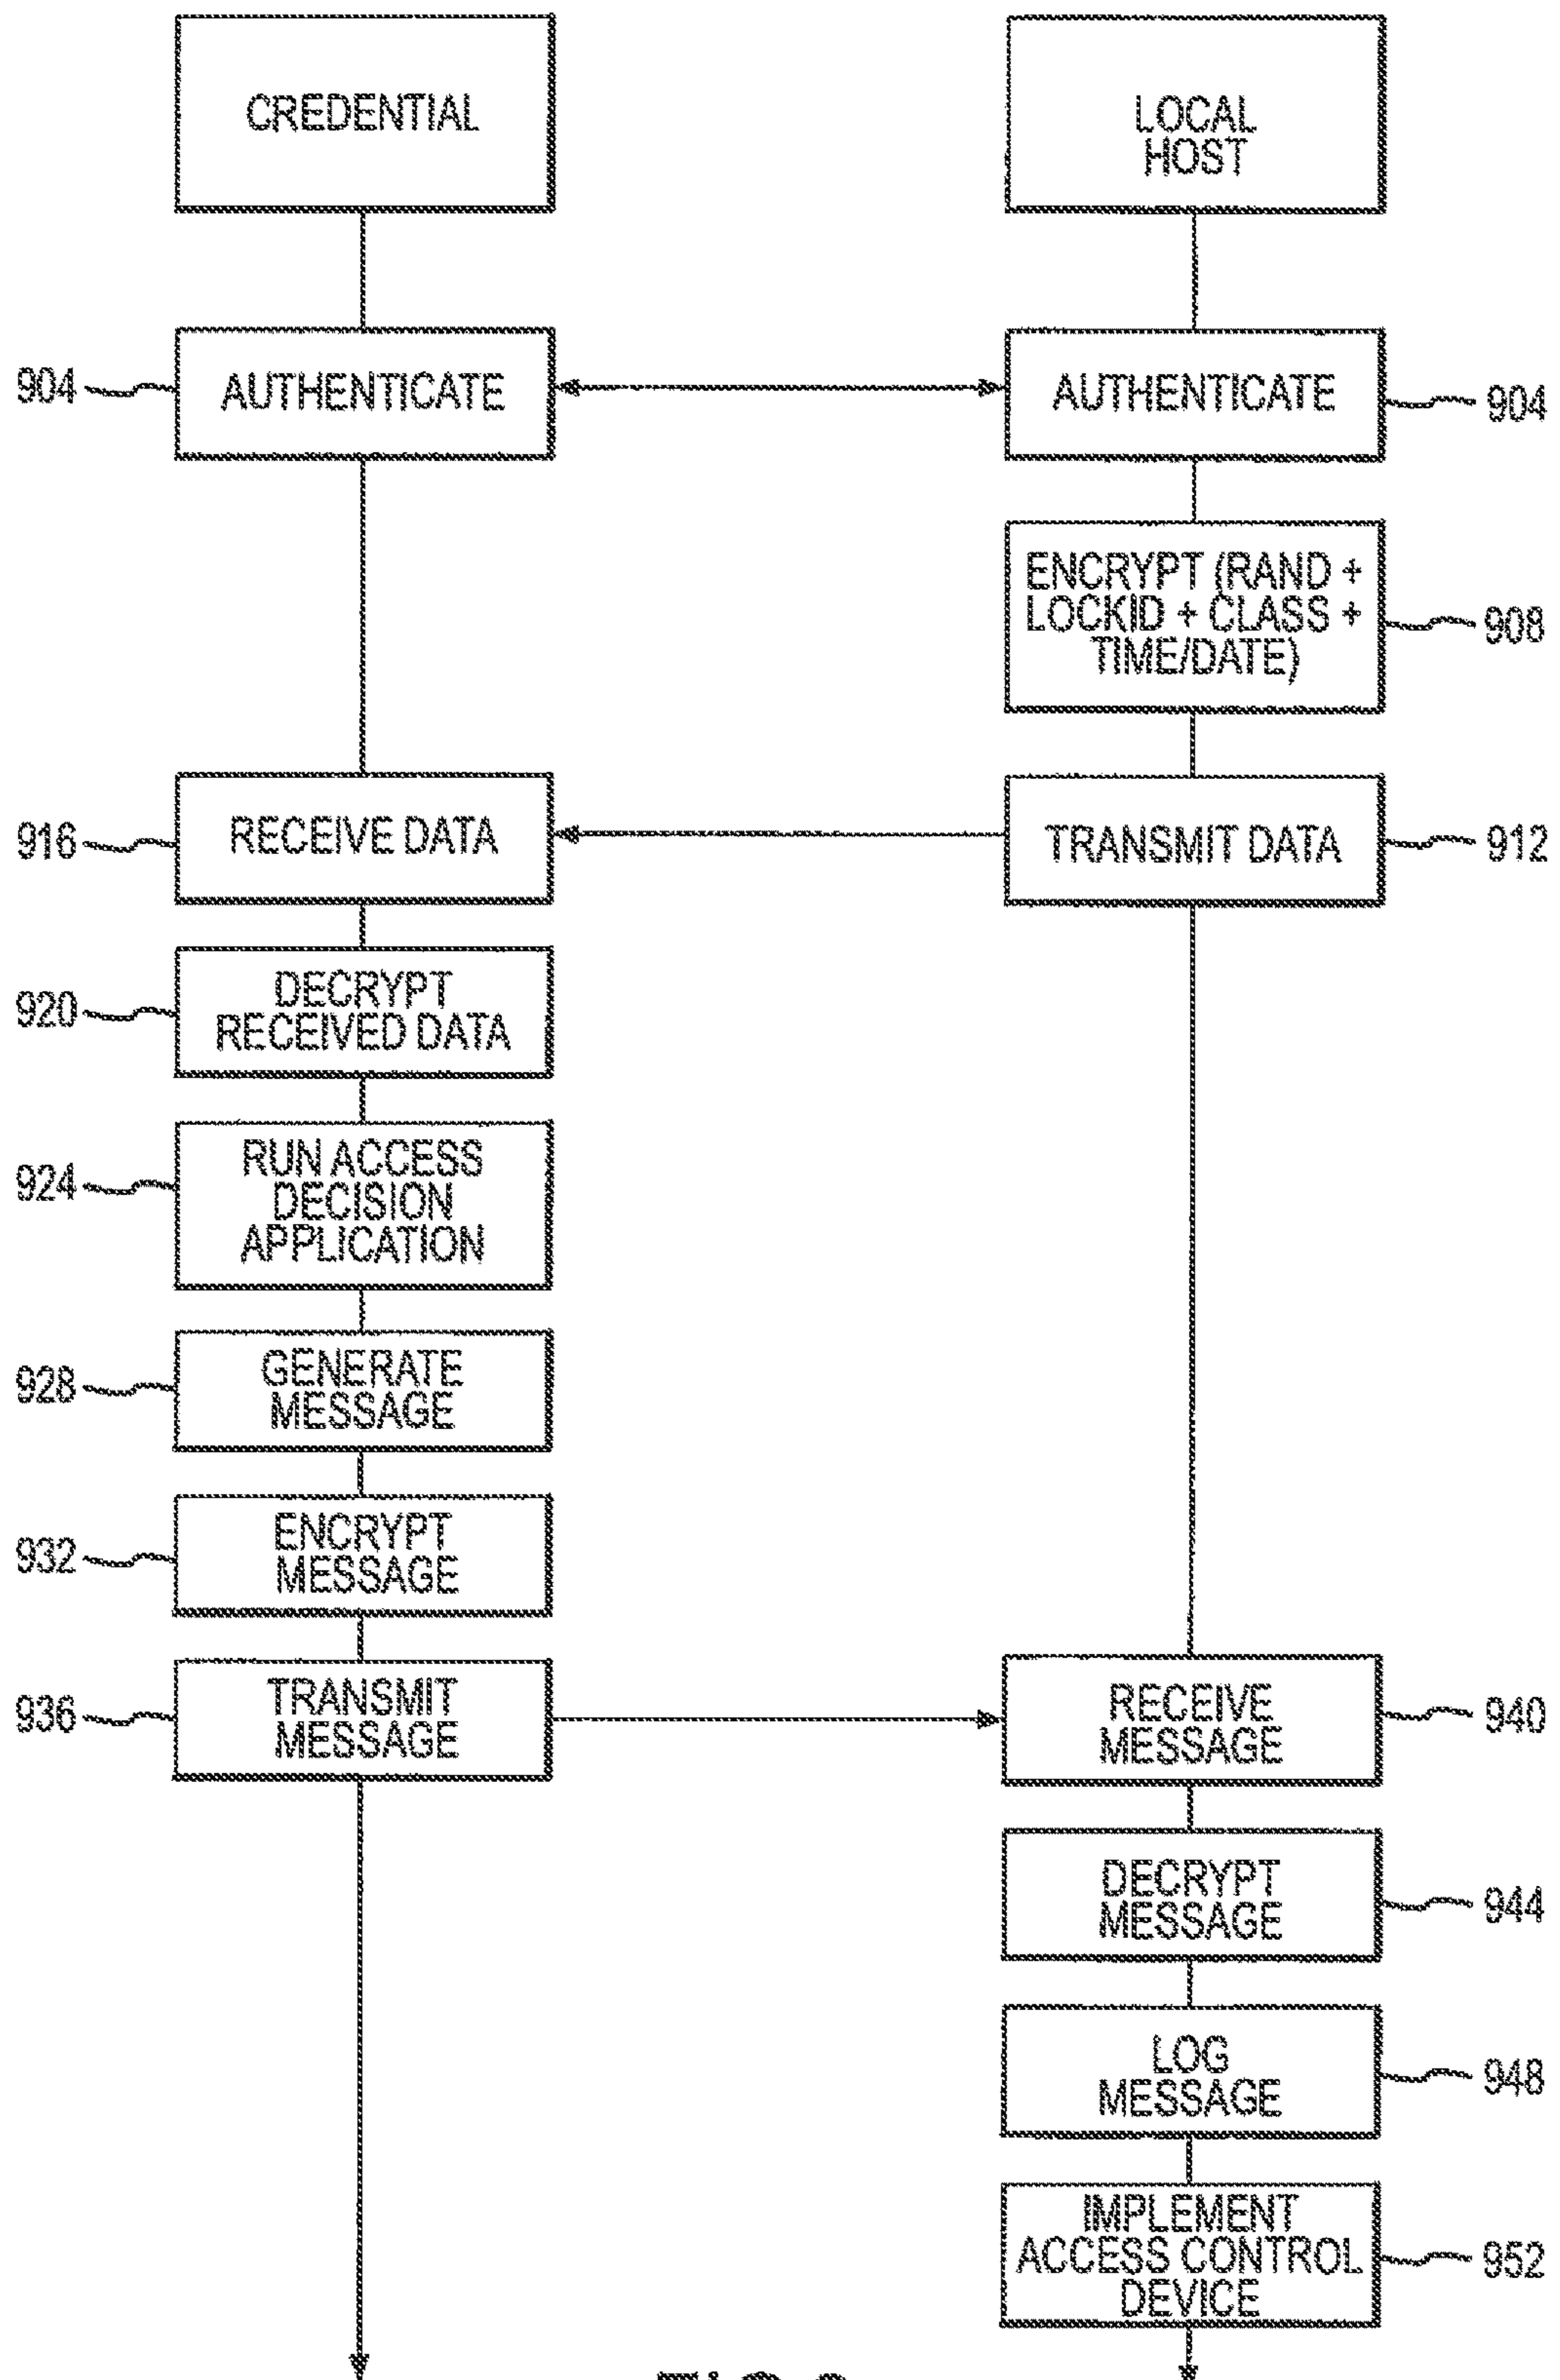 CREDENTIAL
LOCAL
HOST
904
AUTHENTICATE
AUTHENTICATE
904
ENCRYPT (RAND +
LOCKID + CLASS +
TIME/DATE)
908
916
RECEIVE DATA
TRANSMIT DATA
912
920
DECRYPT
RECEIVED DATA
924
RUN ACCESS
DECISION
APPLICATION
928
GENERATE
MESSAGE
932
ENCRYPT
MESSAGE
936
TRANSMIT
MESSAGE
RECEIVE
MESSAGE
940
DECRYPT
MESSAGE
944
LOG
MESSAGE
948
IMPLEMENT
ACCESS CONTROL
DEVICE
952